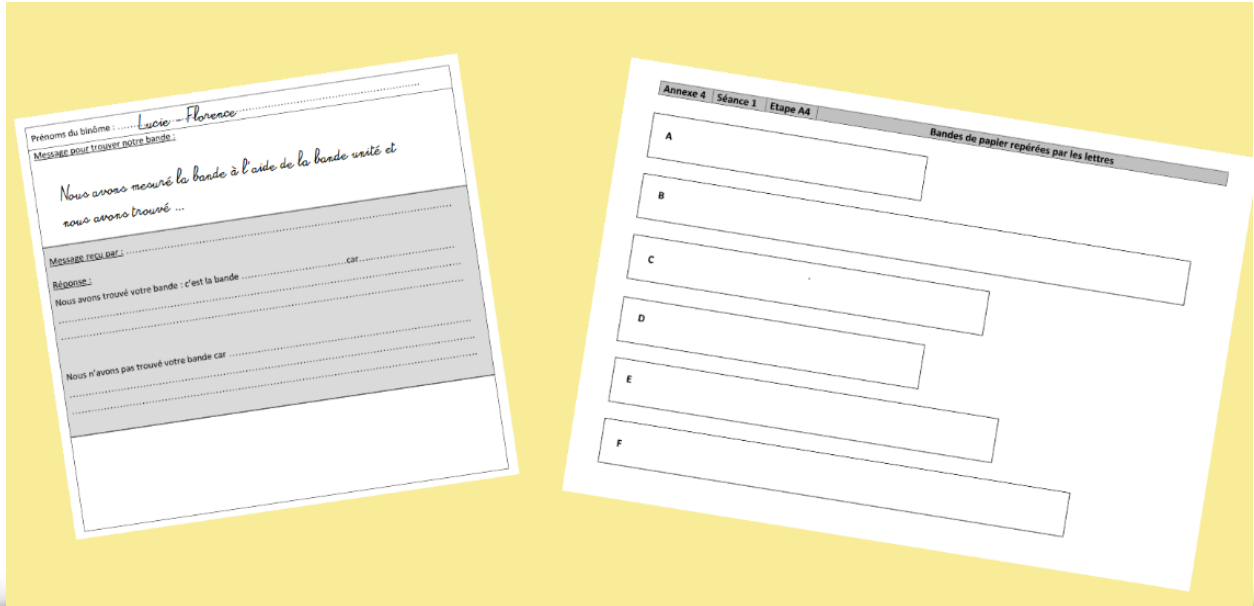 Prénoms du binôme : ......Lucie - Florence......
Message pour trouver notre bande :
Nous avons mesuré la bande à l'aide de la bande unité et
nous avons trouvé ...
Message reçu par : ......
Réponse :
Nous avons trouvé votre bande : c'est la bande ......car......
Nous n'avons pas trouvé votre bande car ......
Annexe 4 Séance 1 Etape A4 Bandes de papier repérées par les lettres
A
B
C
D
E
F